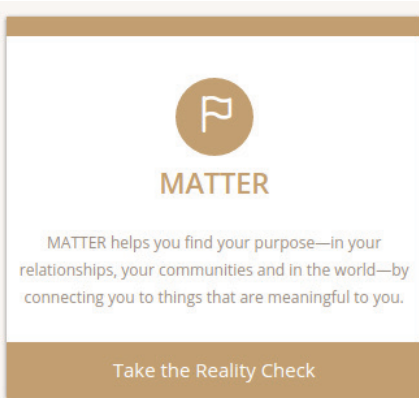 MATTER
MATTER helps you find your purpose—in your
relationships, your communities and in the world—by
connecting you to things that are meaningful to you.
Take the Reality Check